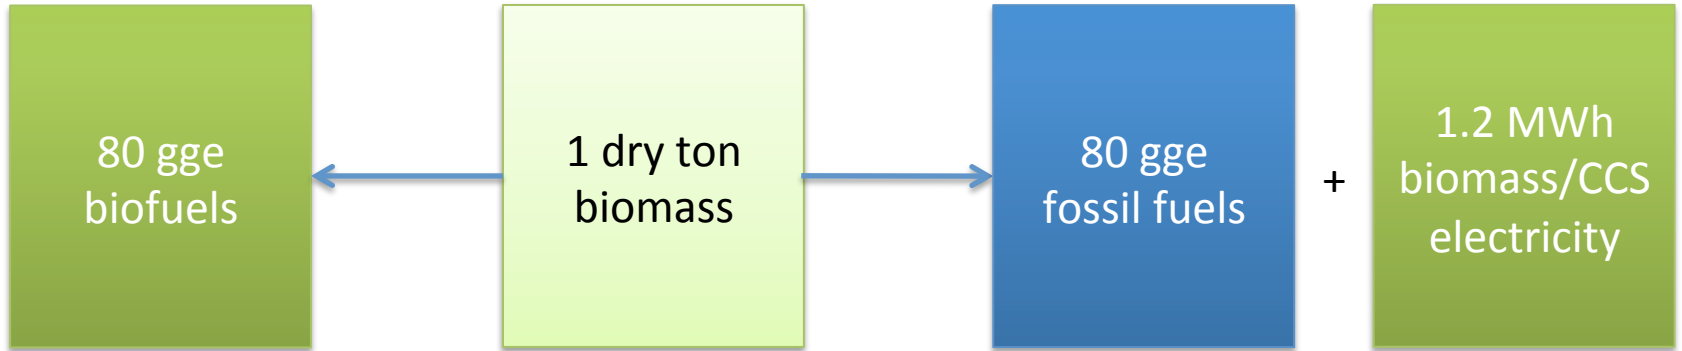 80 gge
biofuels
1 dry ton
biomass
80 gge
fossil fuels
+
1.2 MWh
biomass/CCS
electricity